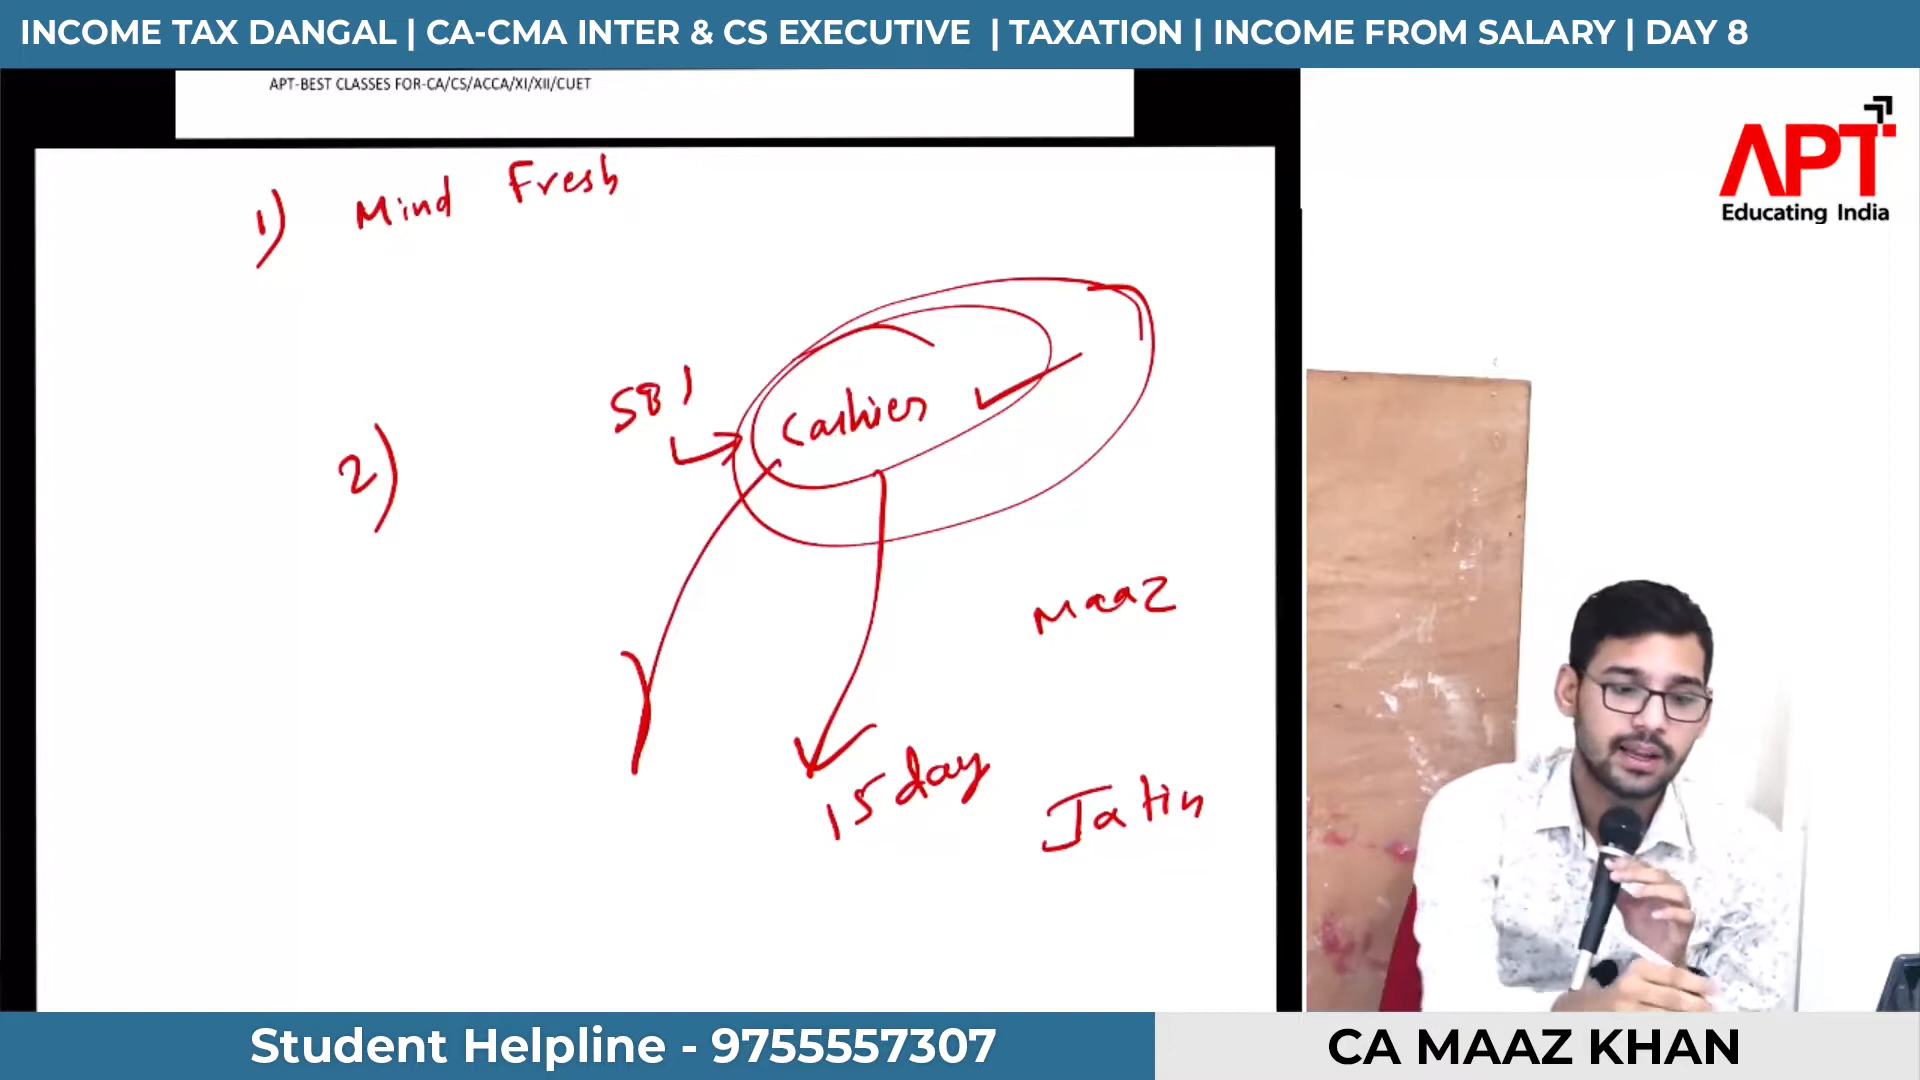 INCOME TAX DANGAL | CA-CMA INTER & CS EXECUTIVE | TAXATION | INCOME FROM SALARY | DAY 8
APT-BEST CLASSES FOR-CA/CS/ACCA/XI/XII/CUET
APT
Educating India
1) Mind Fresh
SBI
Cashier
2)
Maaz
15 day
Jatin
Student Helpline - 9755557307
CA MAAZ KHAN